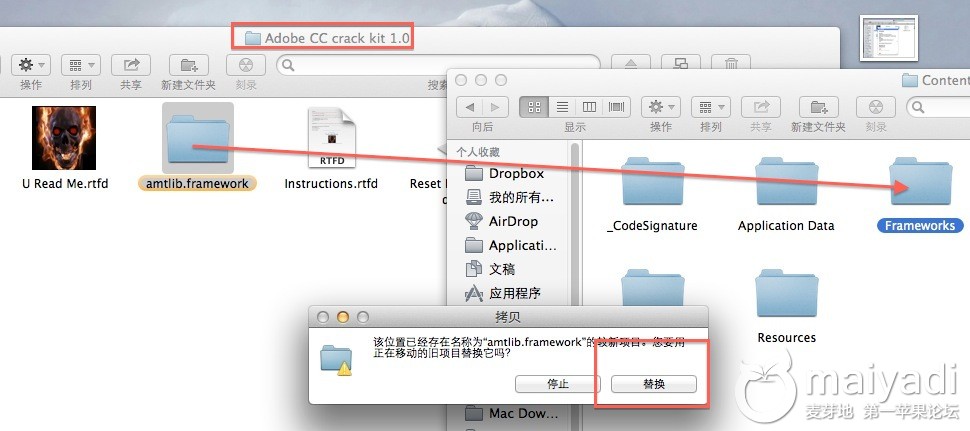 Adobe CC crack kit 1.0
操作
排列
共享
新建文件夹
刻录
搜索
U Read Me.rtfd
amtlib.framework
RTFD
Instructions.rtfd
Reset
Content
向后
显示
操作
排列
共享
新建文件夹
刻录
个人收藏
Dropbox
我的所有...
AirDrop
Applicati...
文稿
应用程序
Mac Dow...
_CodeSignature
Application Data
Frameworks
Resources
拷贝
该位置已经存在名称为“amtlib.framework”的较新项目。您要用
正在移动的旧项目替换它吗?
停止
替换
maiyadi
麦芽地 第一苹果论坛